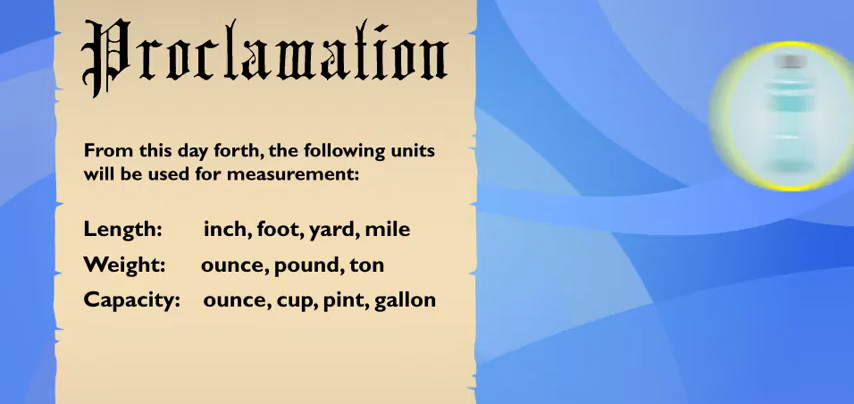 Proclamation
From this day forth, the following units
will be used for measurement:
Length: inch, foot, yard, mile
Weight: ounce, pound, ton
Capacity: ounce, cup, pint, gallon